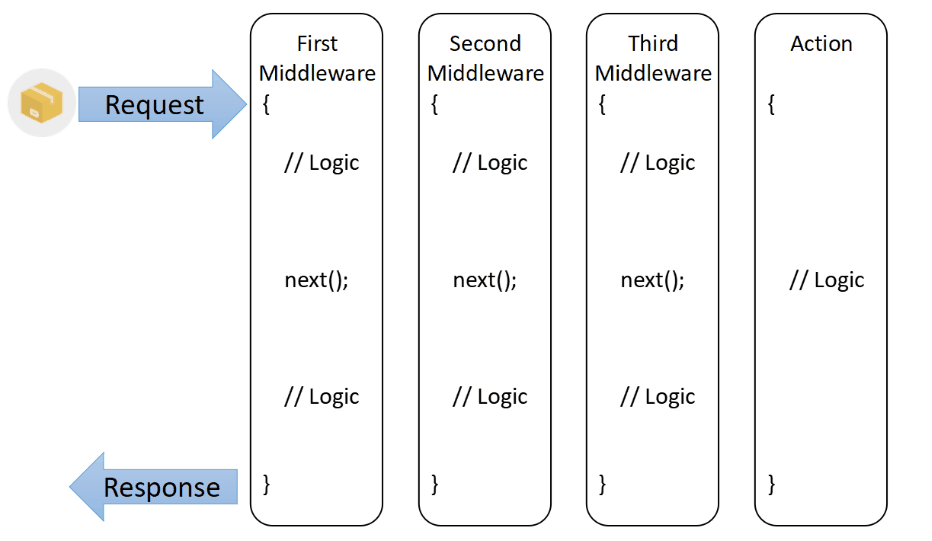 Request
First
Middleware
{
// Logic
next();
// Logic
}
Second
Middleware
{
// Logic
next();
// Logic
}
Third
Middleware
{
// Logic
next();
// Logic
}
Action
{
// Logic
}
Response